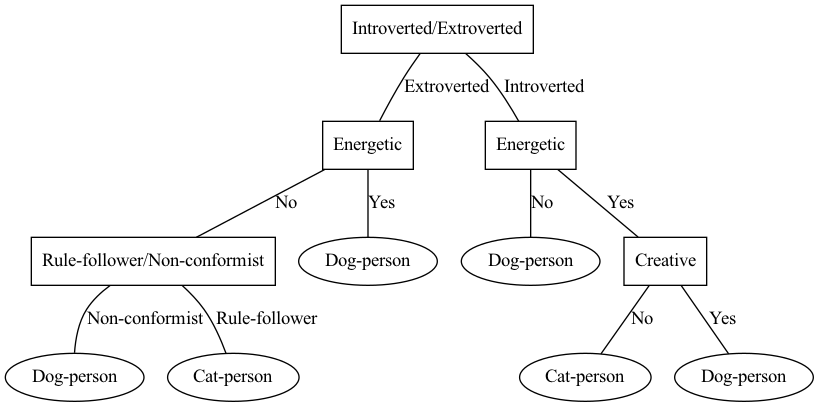 Introverted/Extroverted
Extroverted
Introverted
Energetic
Energetic
No
Yes
No
Yes
Rule-follower/Non-conformist
Dog-person
Dog-person
Creative
Non-conformist
Rule-follower
No
Yes
Dog-person
Cat-person
Cat-person
Dog-person